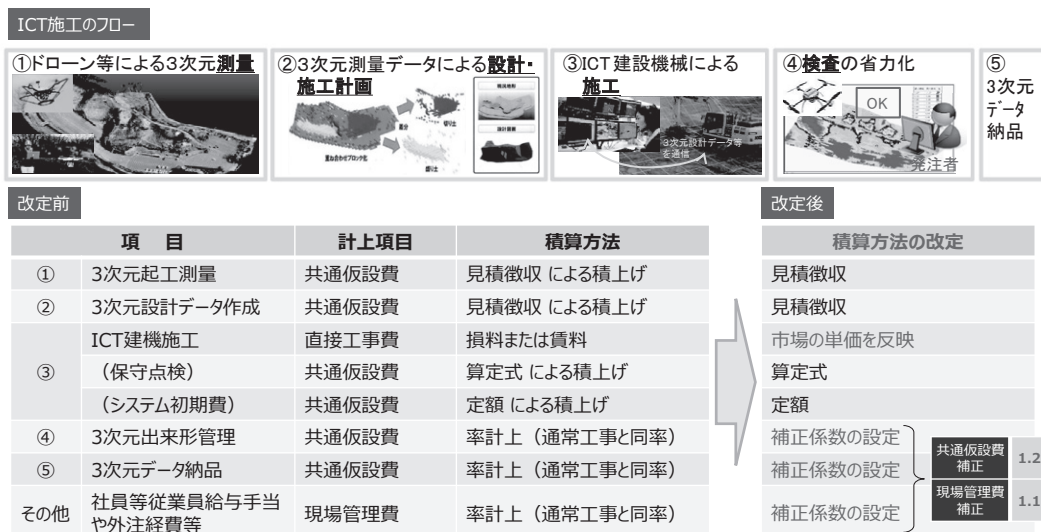 ICT施工のフロー
①ドローン等による3次元測量
②3次元測量データによる設計・
施工計画
③ICT建設機械による
施工
3次元設計データ等
を通信
④検査の省力化
OK
発注者
⑤
3次元
データ
納品
改定前
改定後
項　目 計上項目 積算方法 積算方法の改定
① 3次元起工測量 共通仮設費 見積徴収 による積上げ 見積徴収
② 3次元設計データ作成 共通仮設費 見積徴収 による積上げ 見積徴収
③ ICT建機施工 直接工事費 損料または賃料 市場の単価を反映
（保守点検） 共通仮設費 算定式 による積上げ 算定式
（システム初期費） 共通仮設費 定額 による積上げ 定額
④ 3次元出来形管理 共通仮設費 率計上（通常工事と同率） 補正係数の設定
⑤ 3次元データ納品 共通仮設費 率計上（通常工事と同率） 補正係数の設定
共通仮設費
補正 1.2
その他 社員等従業員給与手当
や外注経費等 現場管理費 率計上（通常工事と同率） 補正係数の設定
現場管理費
補正 1.1